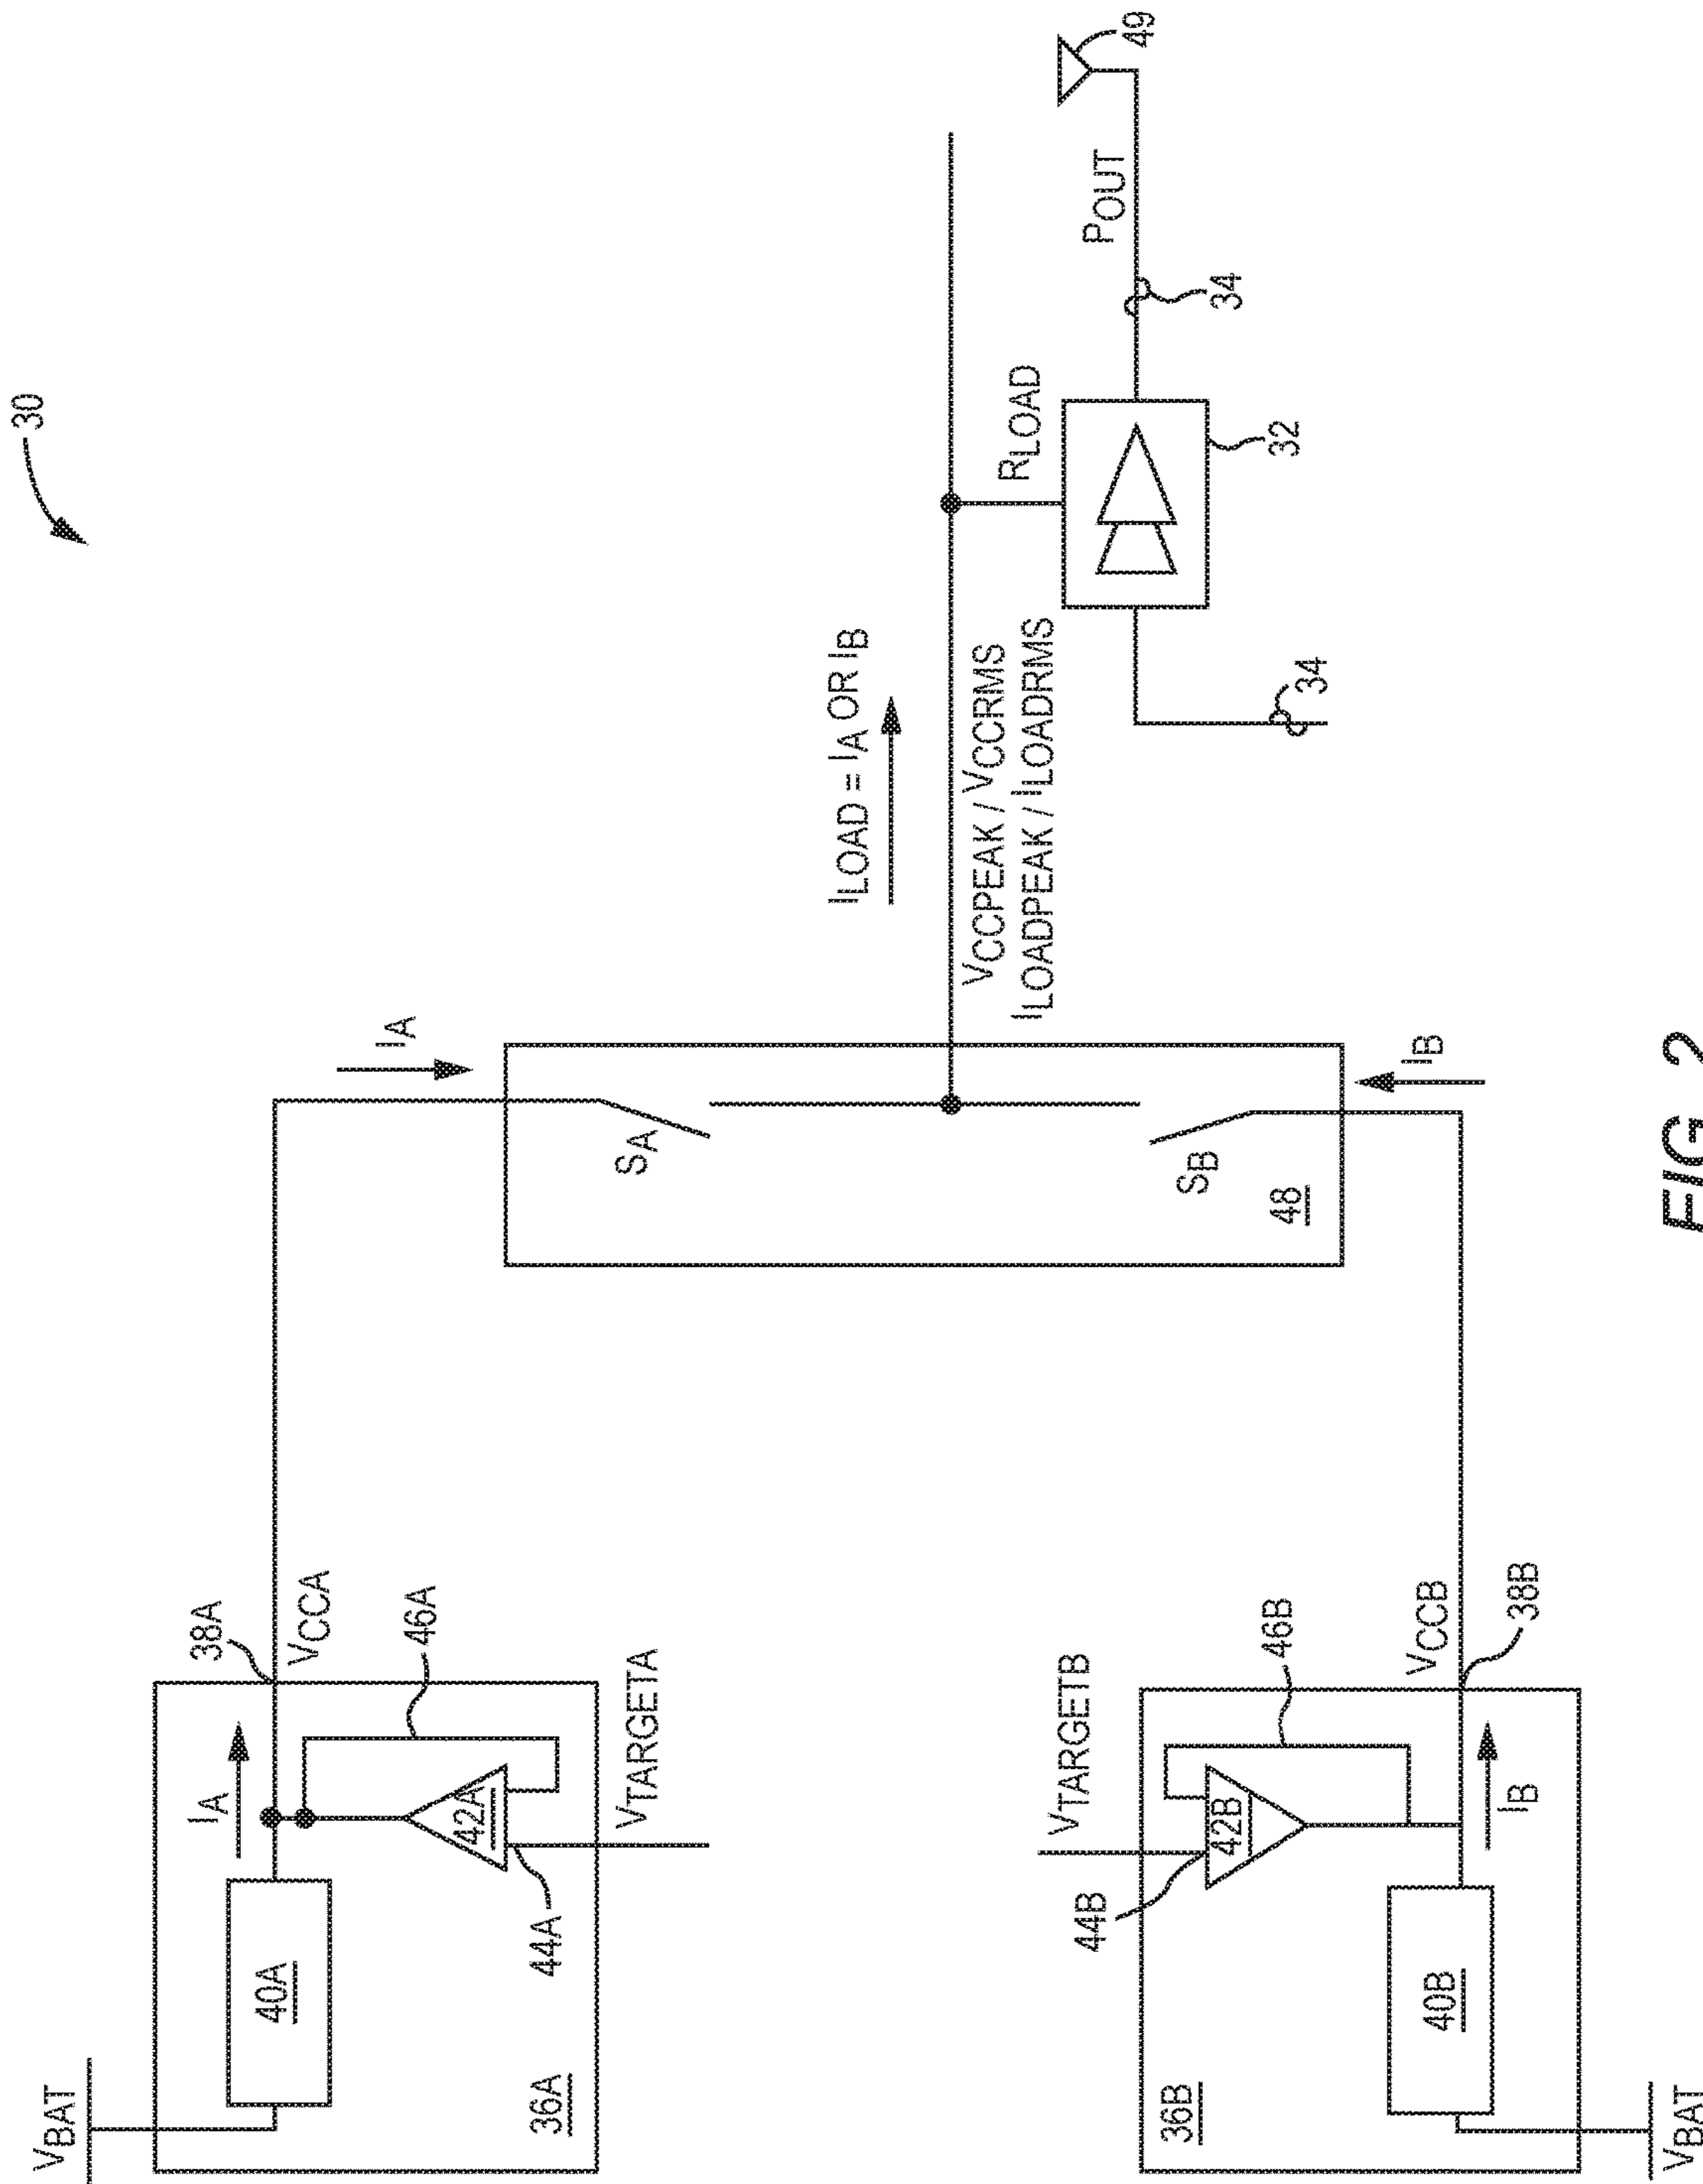 30
VBAT
40A
IA
38A
VCCA
42A
46A
44A
36A
VTARGETA
IA
SA
SB
48
IB
ILOAD = IA OR IB
VCCPEAK / VCCRMS
ILOADPEAK / ILOADRMS
RLOAD
32
34
34
POUT
49
VTARGETB
44B
42B
46B
VCCB
38B
36B
40B
IB
VBAT
FIG. 2